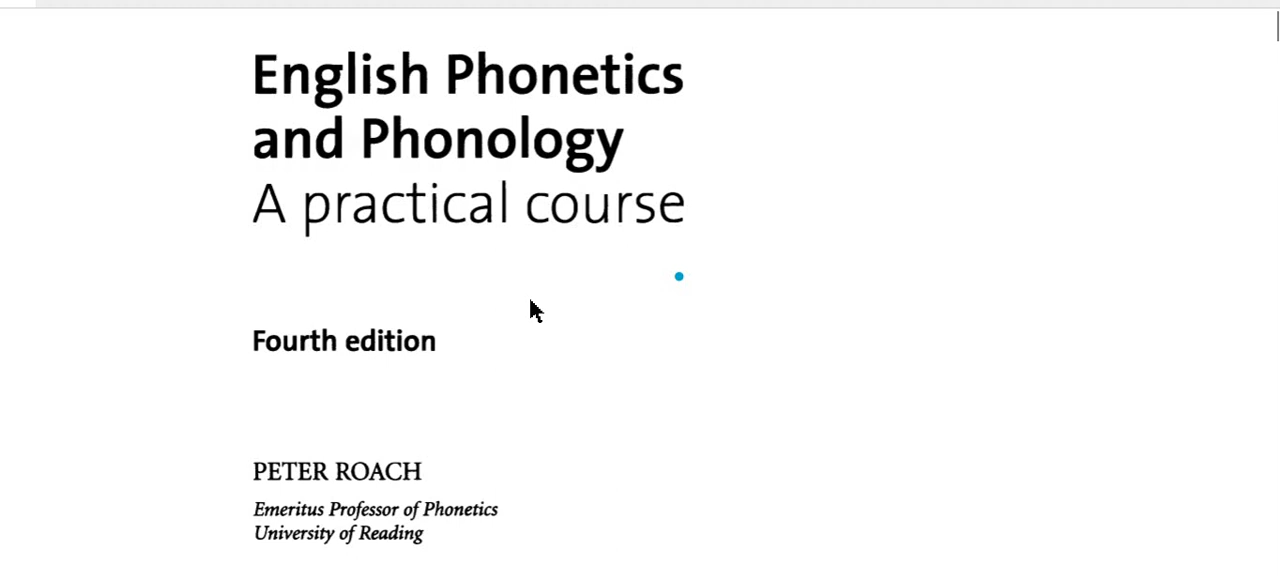 English Phonetics
and Phonology
A practical course
Fourth edition
PETER ROACH
Emeritus Professor of Phonetics
University of Reading